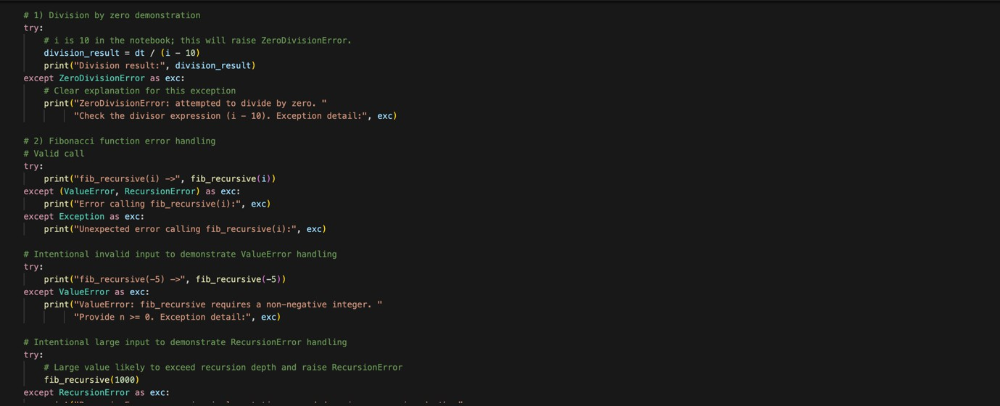 # 1) Division by zero demonstration
try:
    # i is 10 in the notebook; this will raise ZeroDivisionError.
    division_result = dt / (i - 10)
    print("Division result:", division_result)
except ZeroDivisionError as exc:
    # Clear explanation for this exception
    print("ZeroDivisionError: attempted to divide by zero. "
          "Check the divisor expression (i - 10). Exception detail:", exc)
# 2) Fibonacci function error handling
# Valid call
try:
    print("fib_recursive(i) ->", fib_recursive(i))
except (ValueError, RecursionError) as exc:
    print("Error calling fib_recursive(i):", exc)
except Exception as exc:
    print("Unexpected error calling fib_recursive(i):", exc)
# Intentional invalid input to demonstrate ValueError handling
try:
    print("fib_recursive(-5) ->", fib_recursive(-5))
except ValueError as exc:
    print("ValueError: fib_recursive requires a non-negative integer. "
          "Provide n >= 0. Exception detail:", exc)
# Intentional large input to demonstrate RecursionError handling
try:
    # Large value likely to exceed recursion depth and raise RecursionError
    fib_recursive(1000)
except RecursionError as exc: